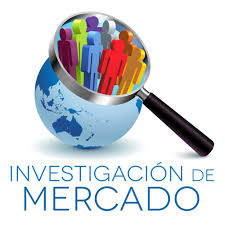 INVESTIGACIÓN DE
MERCADO